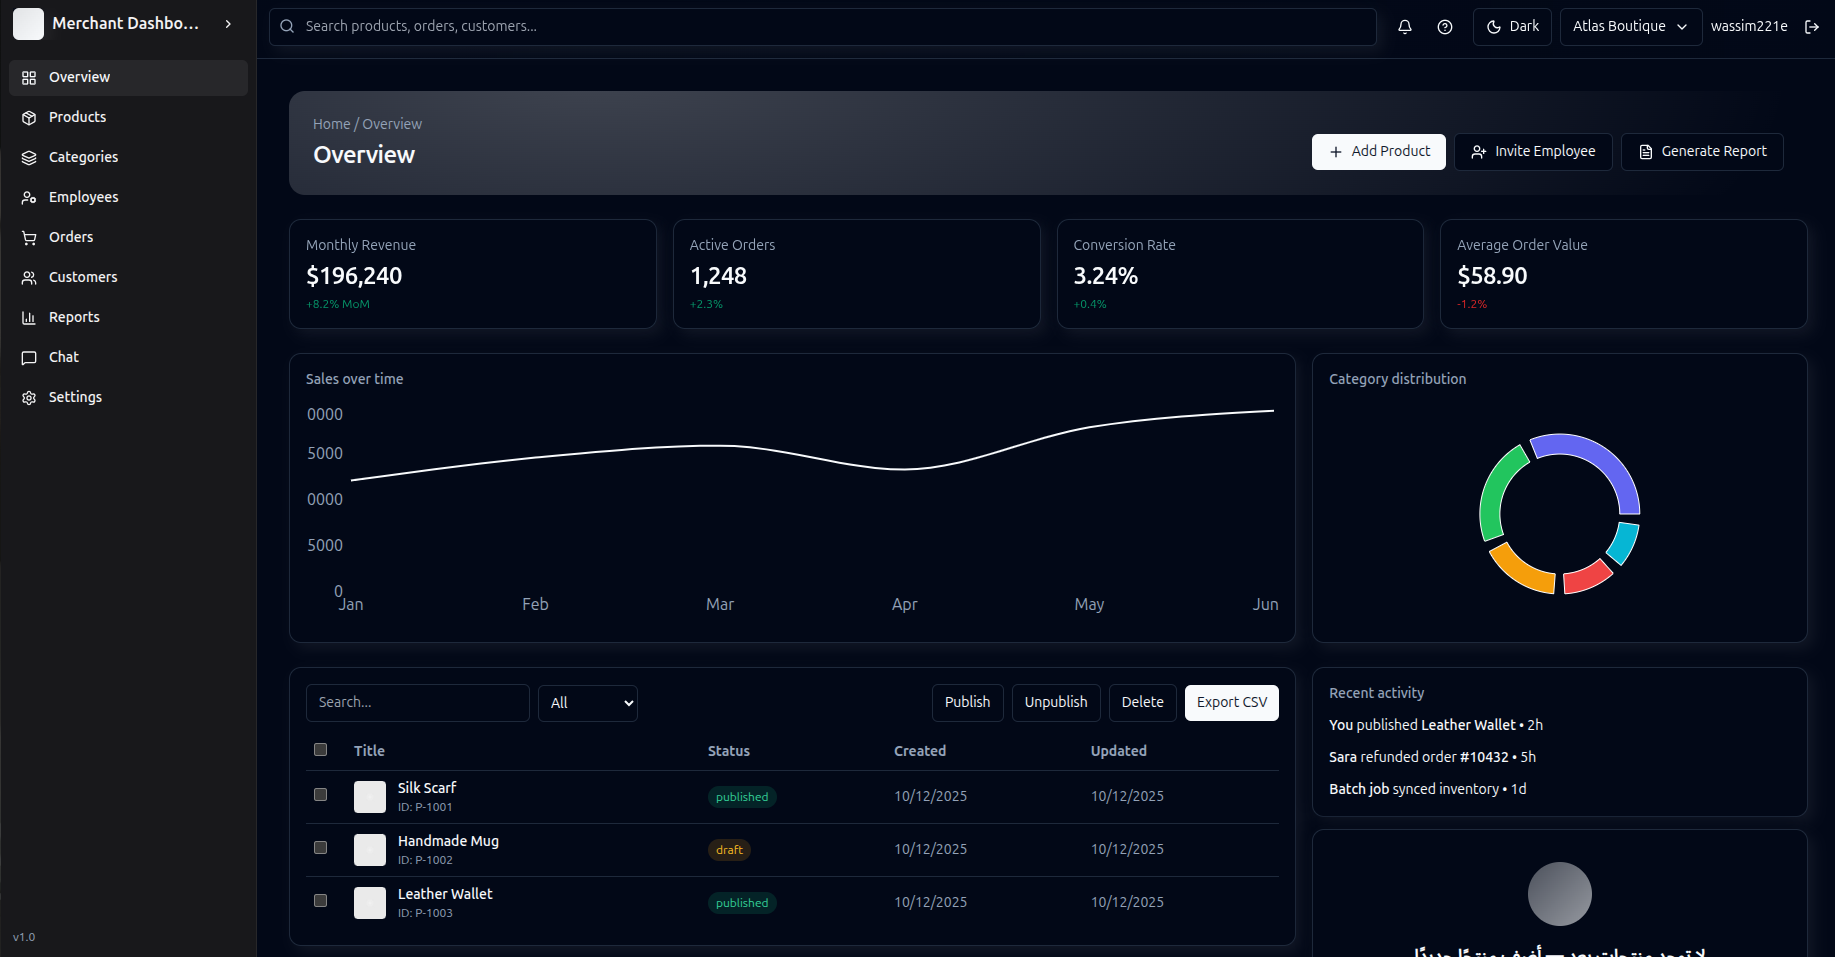 Merchant Dashbo...
Search products, orders, customers...
Dark
Atlas Boutique
wassim221e
Overview
Products
Categories
Employees
Orders
Customers
Reports
Chat
Settings
v1.0
Home / Overview
Overview
Add Product
Invite Employee
Generate Report
Monthly Revenue
$196,240
+8.2% MoM
Active Orders
1,248
+2.3%
Conversion Rate
3.24%
+0.4%
Average Order Value
$58.90
-1.2%
Sales over time
0000
5000
0000
5000
0
Jan Feb Mar Apr May Jun
Category distribution
Search...
All
Publish
Unpublish
Delete
Export CSV
Title Status Created Updated
Silk Scarf
ID: P-1001
published 10/12/2025 10/12/2025
Handmade Mug
ID: P-1002
draft 10/12/2025 10/12/2025
Leather Wallet
ID: P-1003
published 10/12/2025 10/12/2025
Recent activity
You published Leather Wallet • 2h
Sara refunded order #10432 • 5h
Batch job synced inventory • 1d
لا توجد منتجات بعد — أضف منتجًا جديدًا